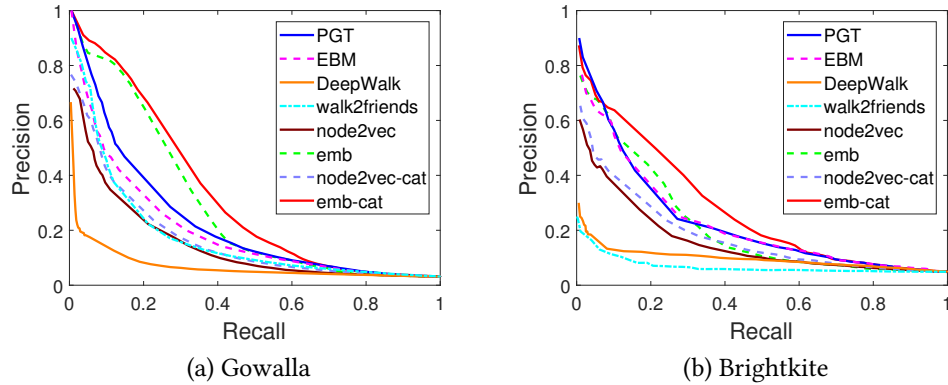 1
0.8
0.6
0.4
0.2
0
Precision
0
0.2
0.4
0.6
0.8
1
Recall
PGT
EBM
DeepWalk
walk2friends
node2vec
emb
node2vec-cat
emb-cat
(a) Gowalla
1
0.8
0.6
0.4
0.2
0
Precision
0
0.2
0.4
0.6
0.8
1
Recall
PGT
EBM
DeepWalk
walk2friends
node2vec
emb
node2vec-cat
emb-cat
(b) Brightkite